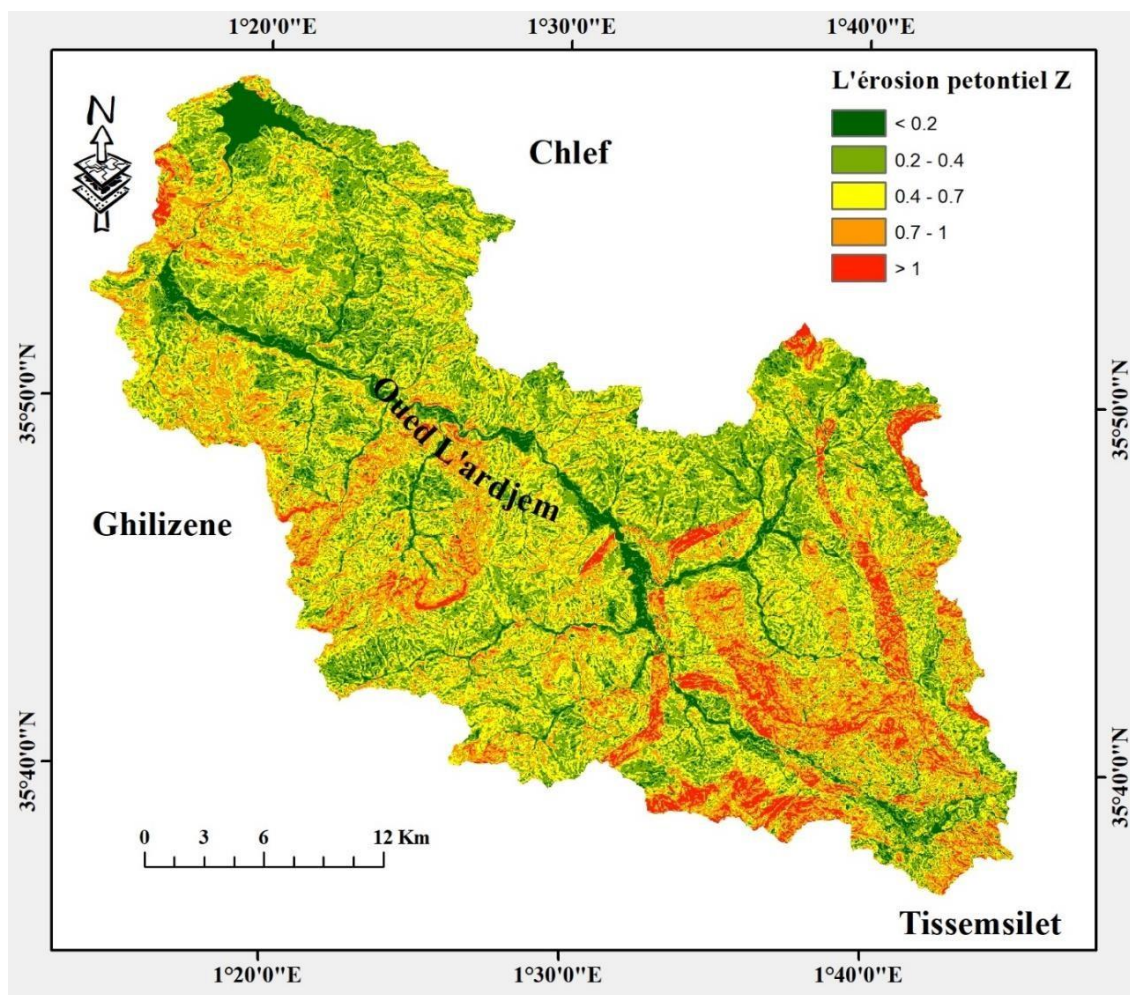 1°20'0"E 1°30'0"E 1°40'0"E
L'érosion petontiel Z
< 0.2
0.2 - 0.4
0.4 - 0.7
0.7 - 1
> 1
N
Chlef
35°50'0"N
35°50'0"N
Oued L'ardjem
Ghilizene
35°40'0"N
35°40'0"N
0 3 6 12 Km
Tissemsilet
1°20'0"E 1°30'0"E 1°40'0"E